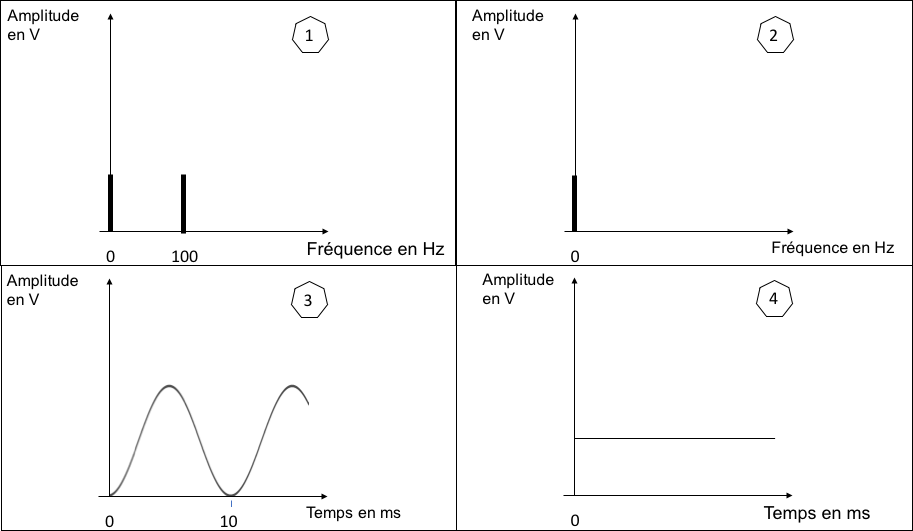 Amplitude
en V
1
0
100
Fréquence en Hz
Amplitude
en V
2
0
Fréquence en Hz
Amplitude
en V
3
0
10
Temps en ms
Amplitude
en V
4
0
Temps en ms